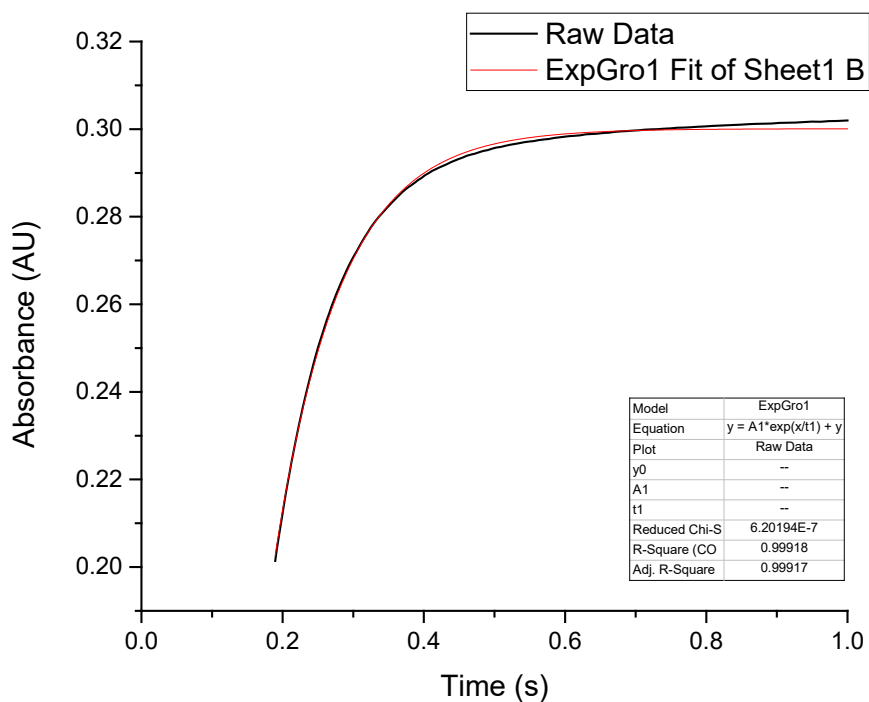 Raw Data
ExpGro1 Fit of Sheet1 B
0.32
0.30
0.28
0.26
0.24
0.22
0.20
Absorbance (AU)
Model ExpGro1
Equation y = A1*exp(x/t1) + y
Plot Raw Data
y0 --
A1 --
t1 --
Reduced Chi-S 6.20194E-7
R-Square (CO 0.99918
Adj. R-Square 0.99917
0.0 0.2 0.4 0.6 0.8 1.0
Time (s)